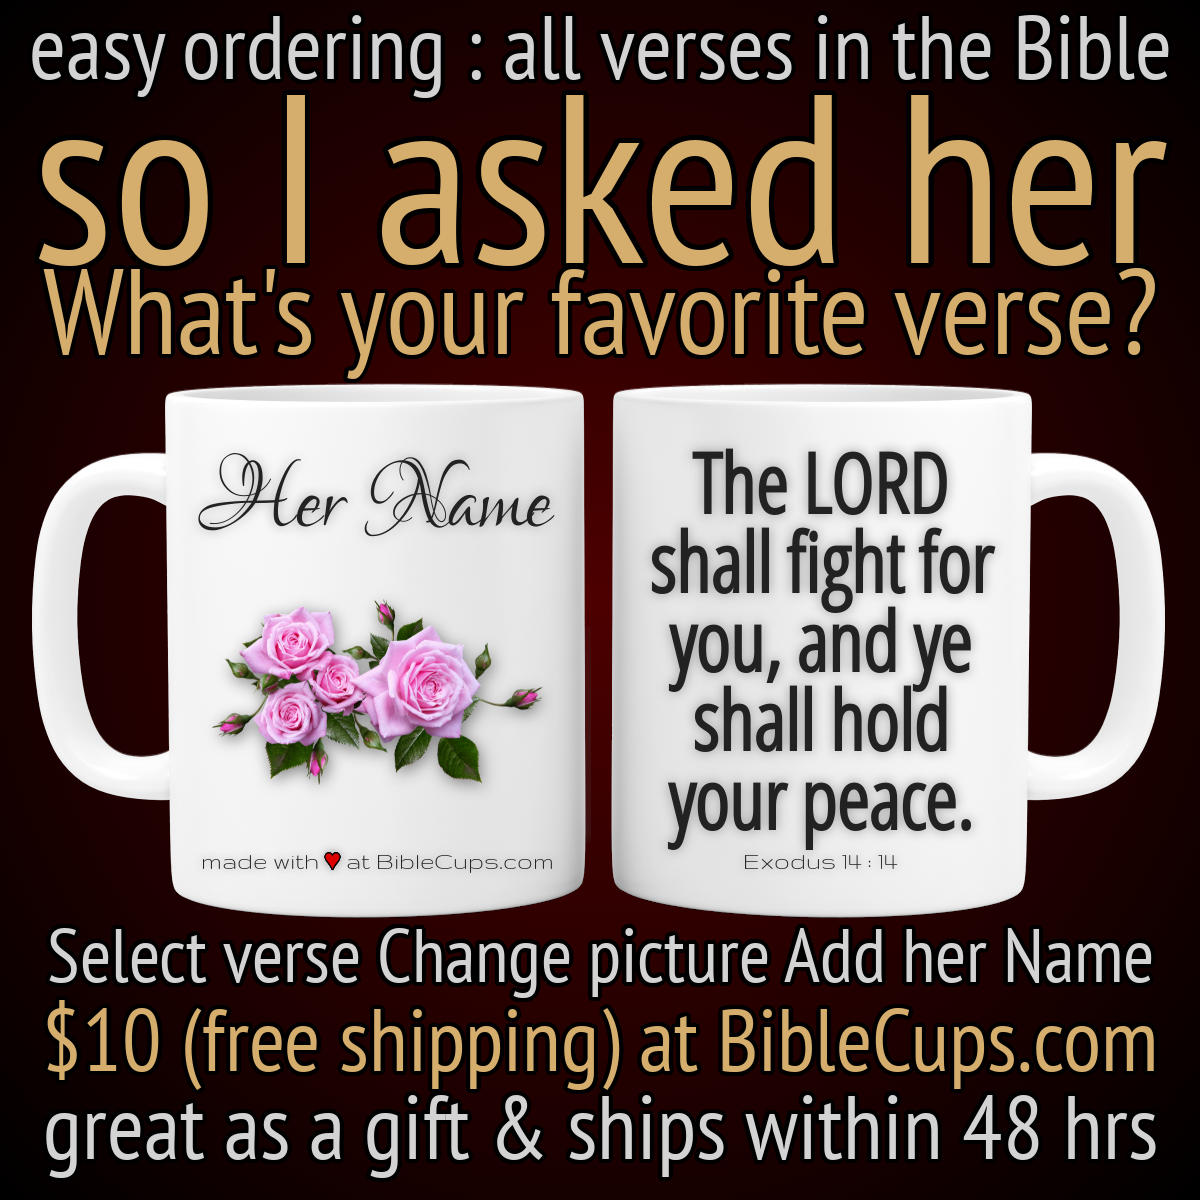 easy ordering : all verses in the Bible
so I asked her
What's your favorite verse?
Her Name
made with ❤ at BibleCups.com
The LORD
shall fight for
you, and ye
shall hold
your peace.
Exodus 14 : 14
Select verse Change picture Add her Name
$10 (free shipping) at BibleCups.com
great as a gift & ships within 48 hrs